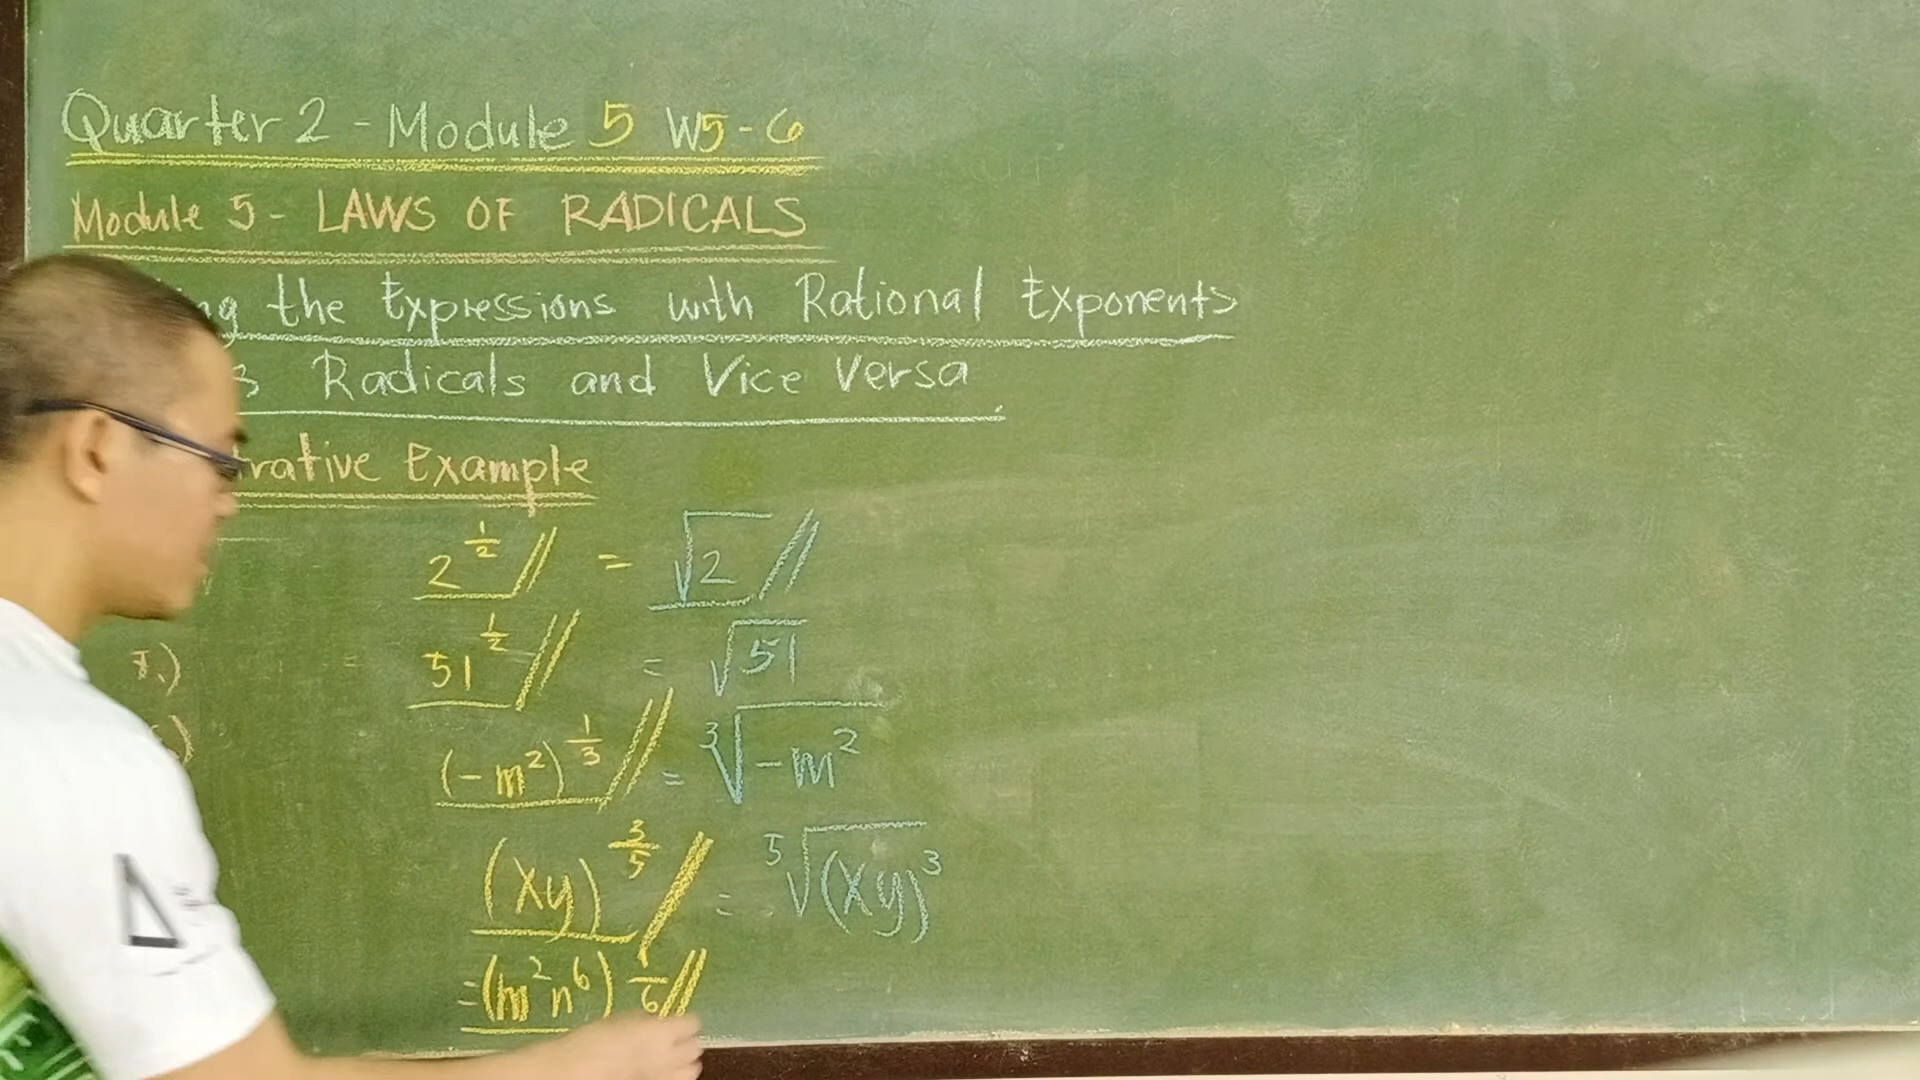 Quarter 2 - Module 5 W5-6
Module 5 - LAWS OF RADICALS
the Expressions with Rational Exponents
Radicals and Vice Versa
Example
2^(1/2) // = √2 //
51^(1/2) // = √51
(-m²)^(1/3) // = ³√-m²
(xy)^(3/5) // = ⁵√(xy)³
=(m²n⁶)^(1/6) //